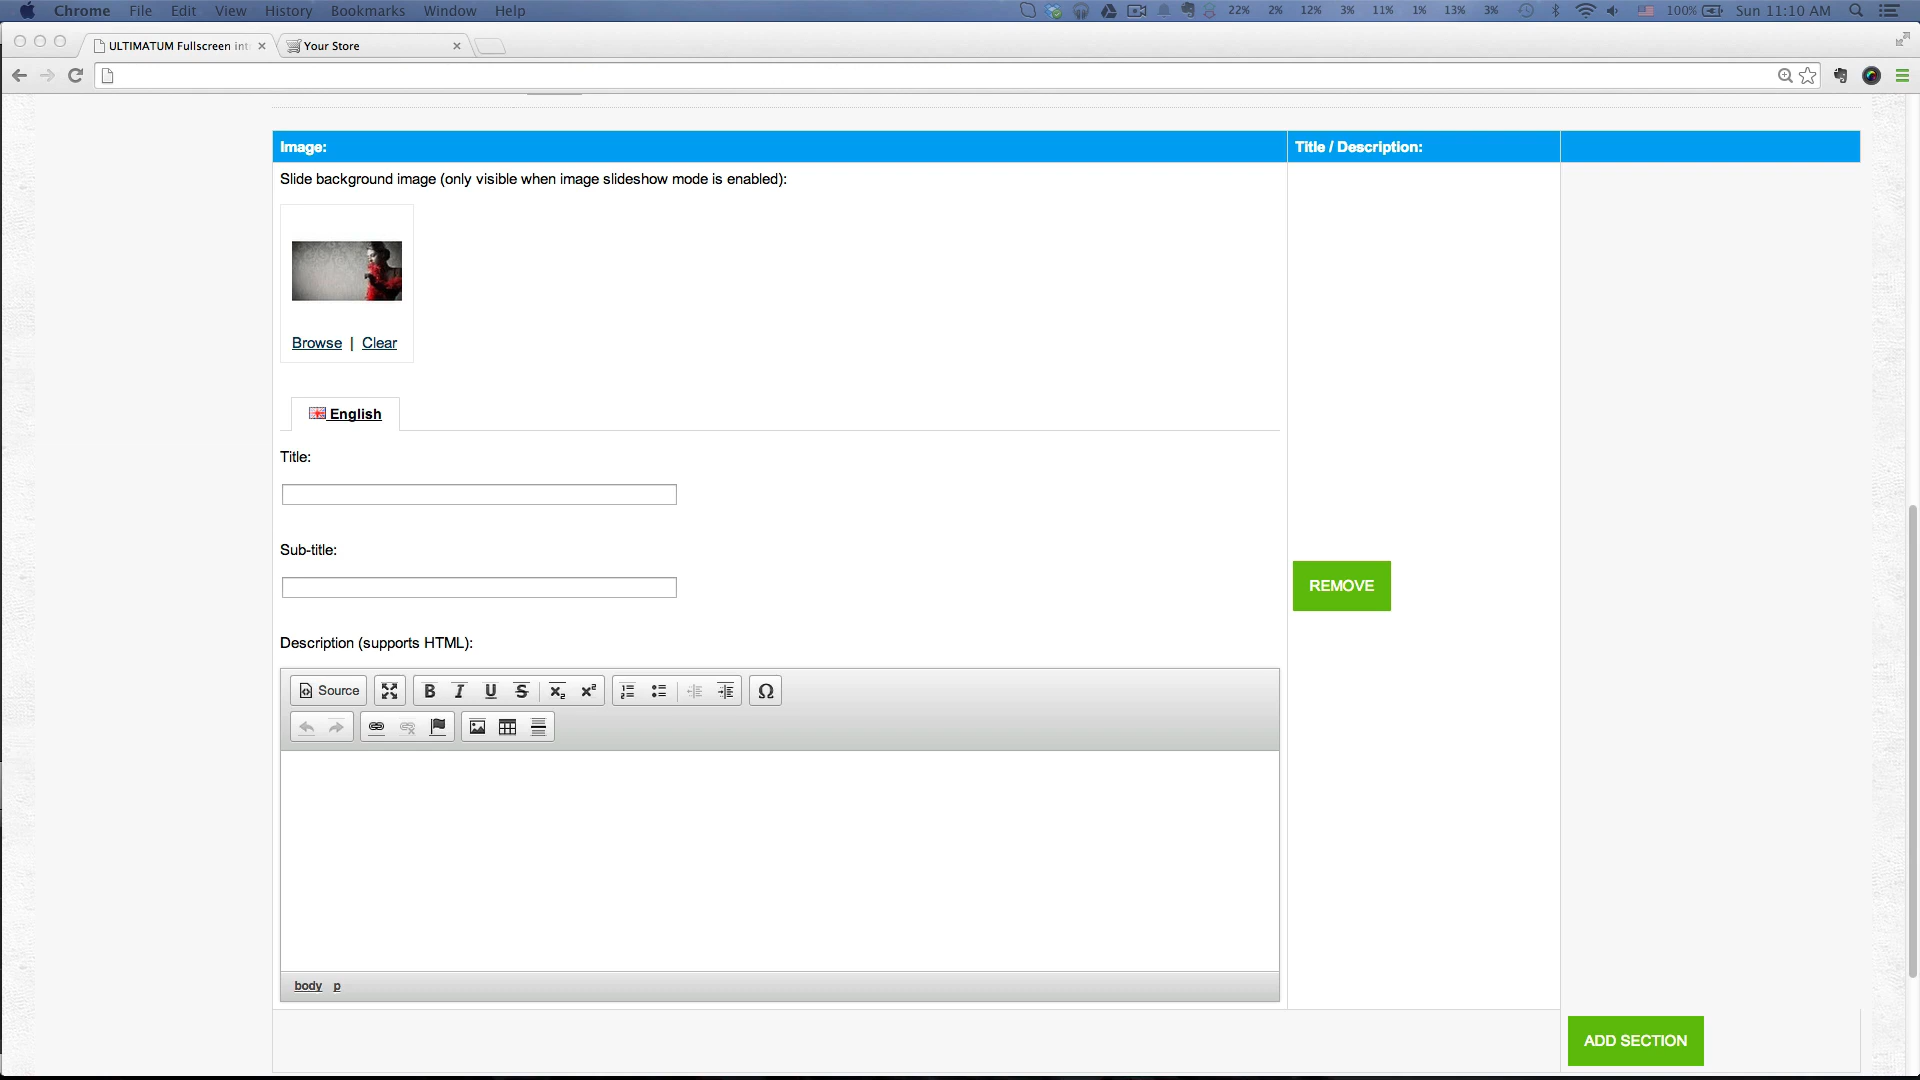 Chrome File Edit View History Bookmarks Window Help 22% 2% 12% 3% 11% 1% 13% 3% 100% Sun 11:10 AM
ULTIMATUM Fullscreen int Your Store
Image: Title / Description:
Slide background image (only visible when image slideshow mode is enabled):
Browse | Clear
English
Title:
Sub-title:
REMOVE
Description (supports HTML):
Source B I U S x₂ x² Ω
body p
ADD SECTION